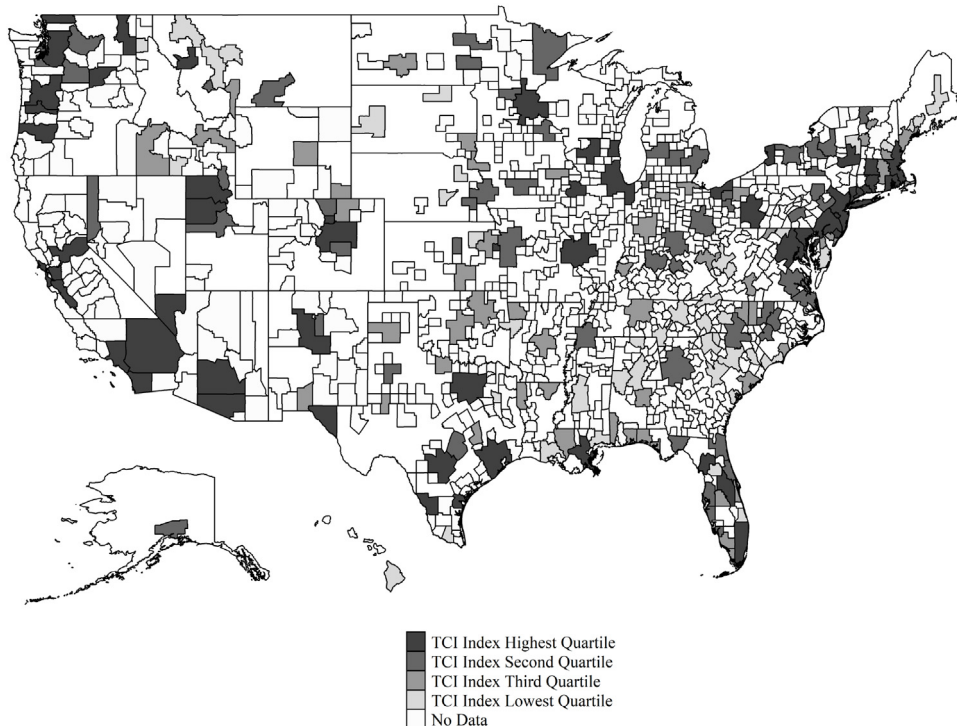 TCI Index Highest Quartile
TCI Index Second Quartile
TCI Index Third Quartile
TCI Index Lowest Quartile
No Data